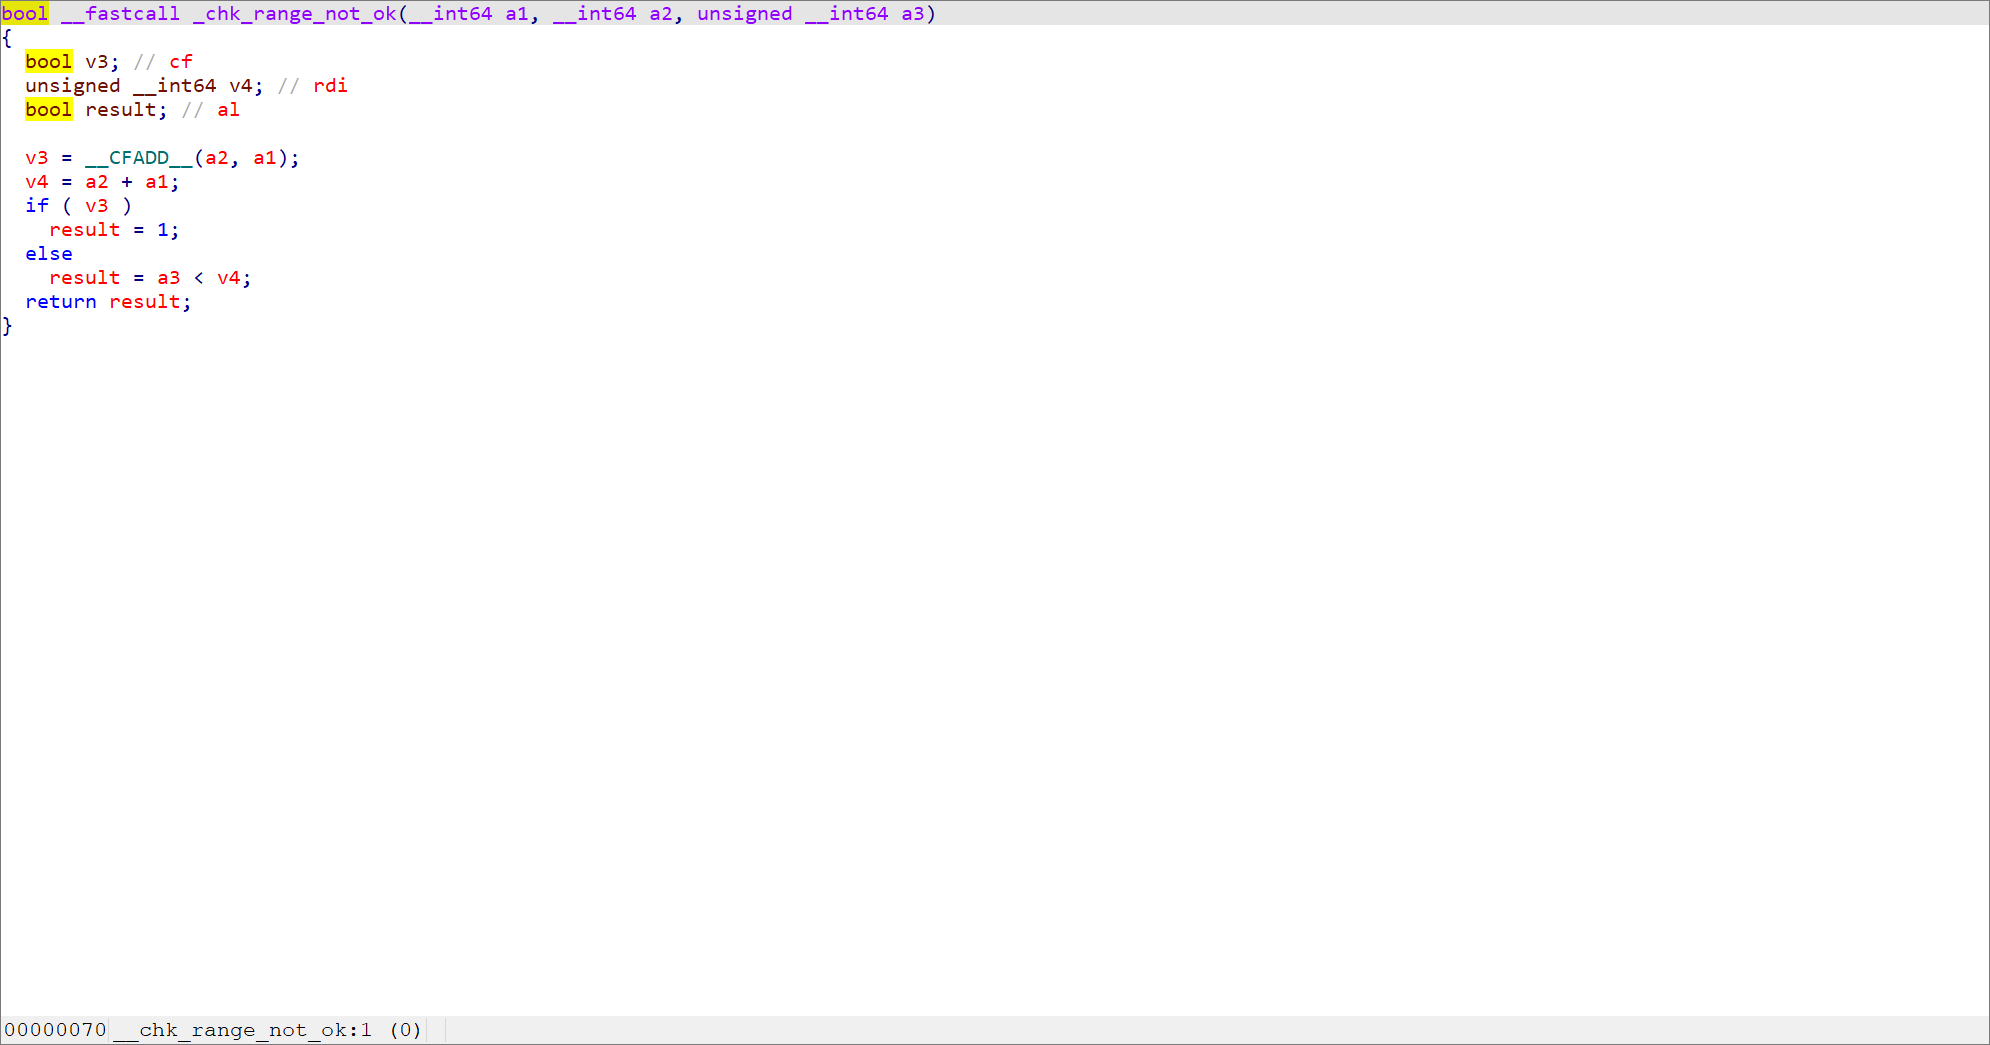 bool __fastcall _chk_range_not_ok(__int64 a1, __int64 a2, unsigned __int64 a3)
{
  bool v3; // cf
  unsigned __int64 v4; // rdi
  bool result; // al

  v3 = __CFADD__(a2, a1);
  v4 = a2 + a1;
  if ( v3 )
    result = 1;
  else
    result = a3 < v4;
  return result;
}
00000070 __chk_range_not_ok:1 (0)